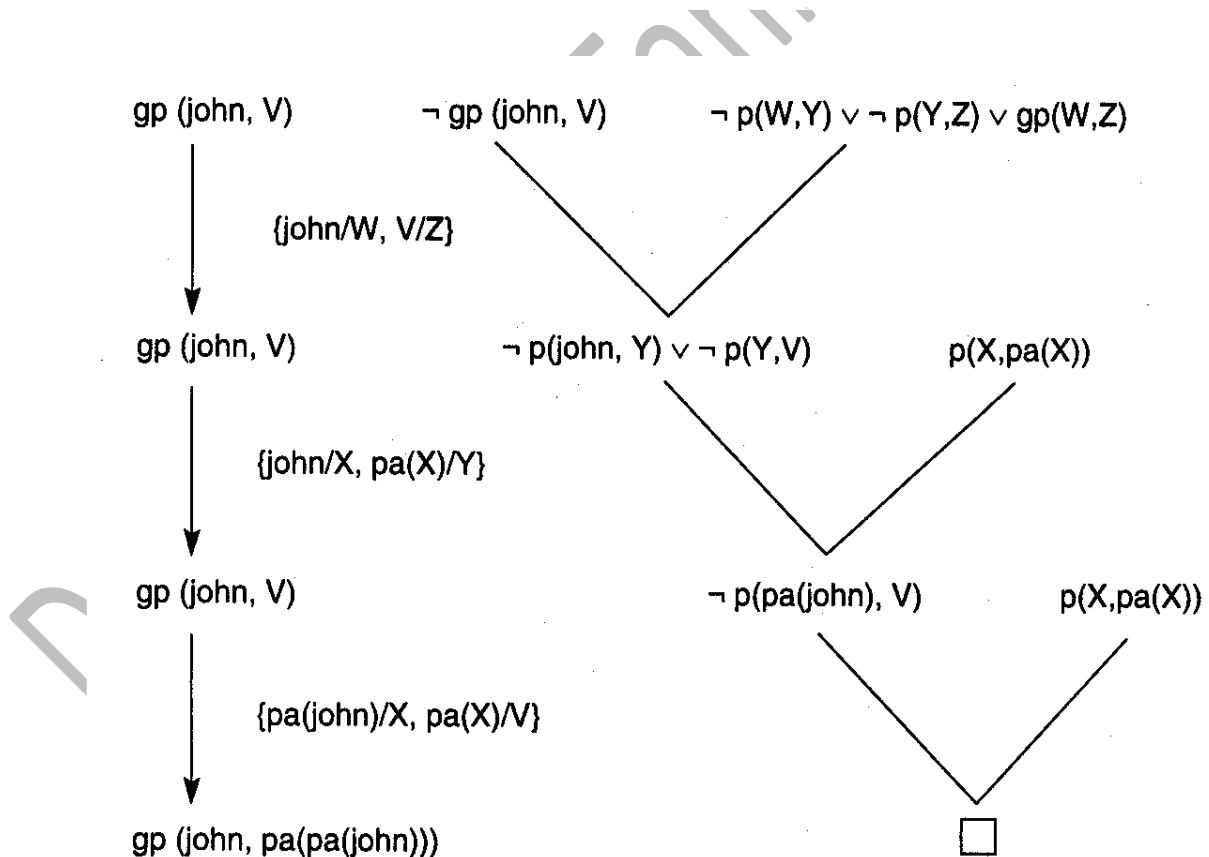 gp (john, V) ¬ gp (john, V) ¬ p(W,Y) ∨ ¬ p(Y,Z) ∨ gp(W,Z)
{john/W, V/Z}
gp (john, V) ¬ p(john, Y) ∨ ¬ p(Y,V) p(X,pa(X))
{john/X, pa(X)/Y}
gp (john, V) ¬ p(pa(john), V) p(X,pa(X))
{pa(john)/X, pa(X)/V}
gp (john, pa(pa(john)))